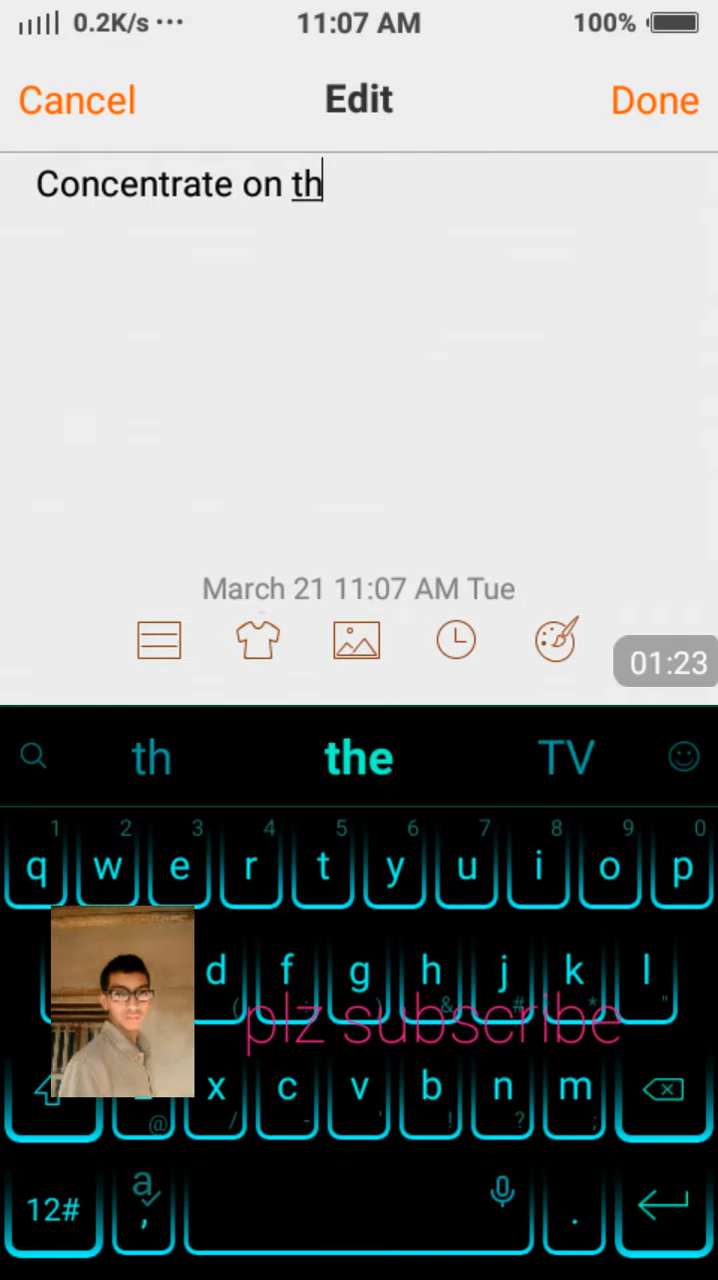 0.2K/s ... 11:07 AM 100%
Cancel Edit Done
Concentrate on th
March 21 11:07 AM Tue
01:23
th the TV
1 2 3 4 5 6 7 8 9 0
q w e r t y u i o p
d f g h j k l
( : ) & # * "
plz subscribe
x c v b n m
@ / - ' ! ? ;
12# a , .